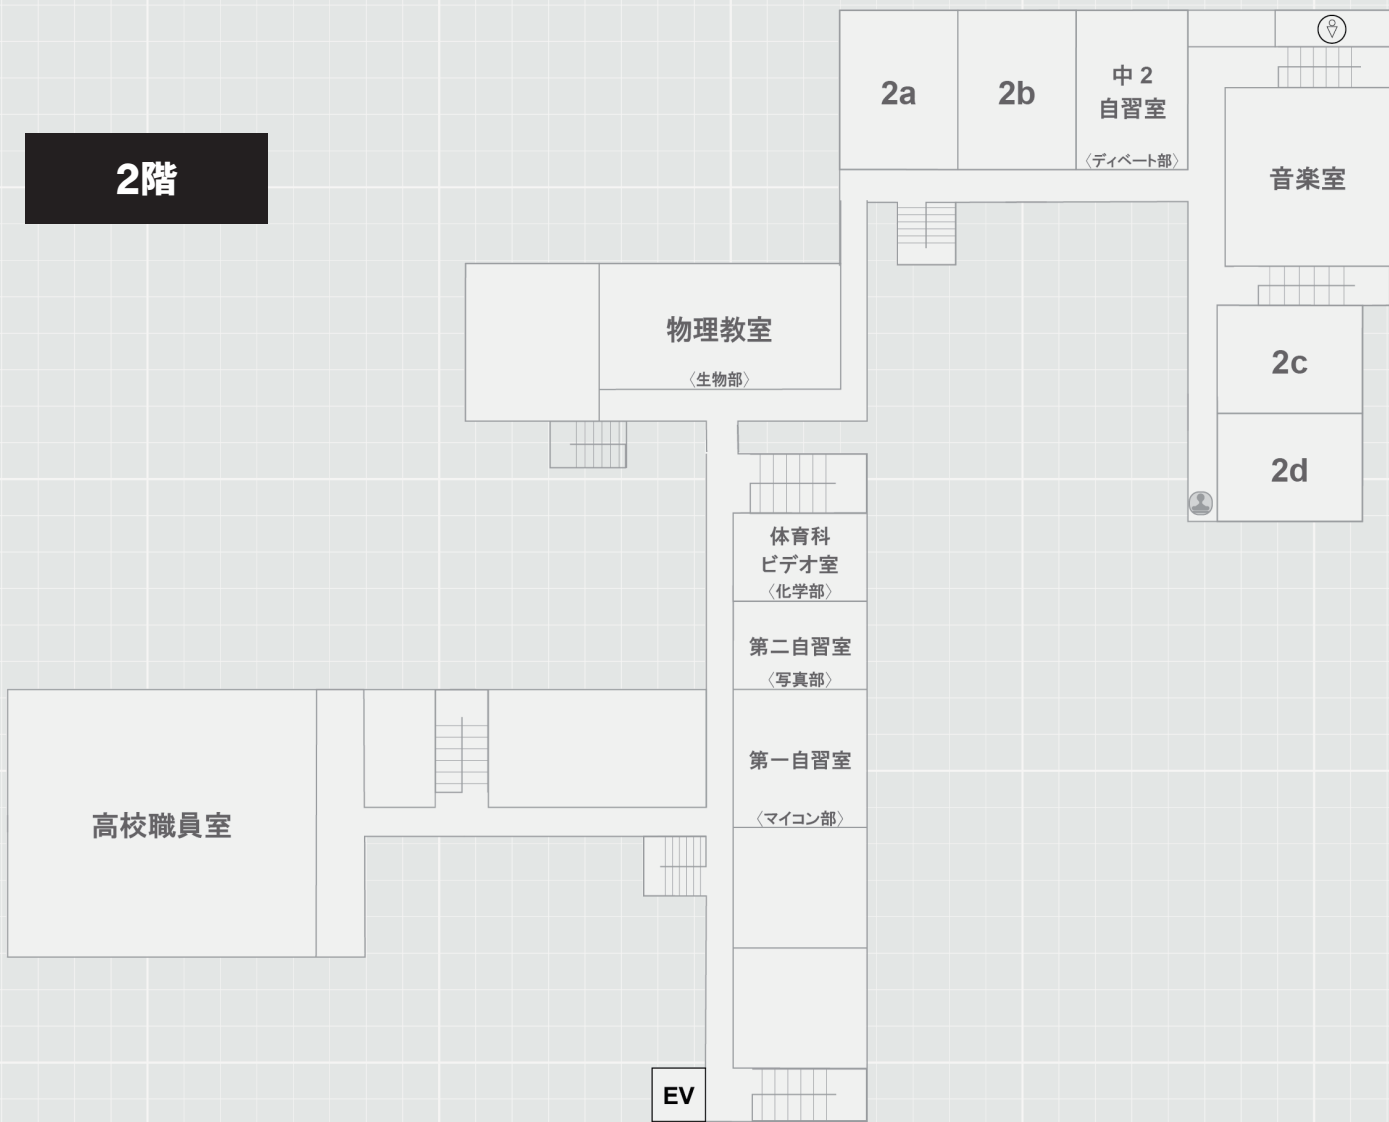 2階
2a
2b
中 2
自習室
〈ディベート部〉
音楽室
物理教室
〈生物部〉
2c
2d
体育科
ビデオ室
〈化学部〉
第二自習室
〈写真部〉
第一自習室
〈マイコン部〉
高校職員室
EV